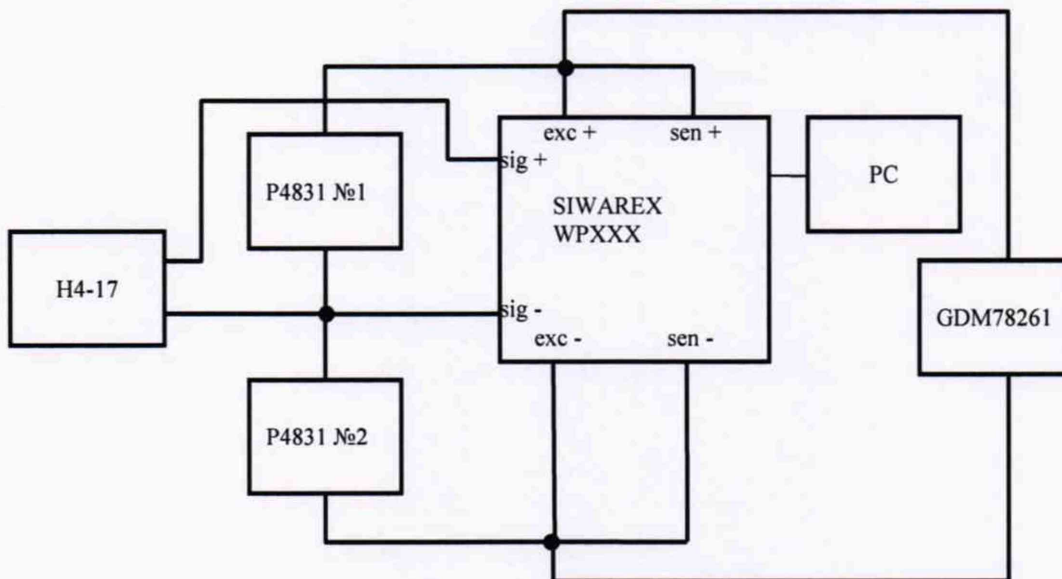 exc +
sen +
sig +
P4831 №1
SIWAREX
WPXXX
PC
H4-17
sig -
exc -
sen -
GDM78261
P4831 №2